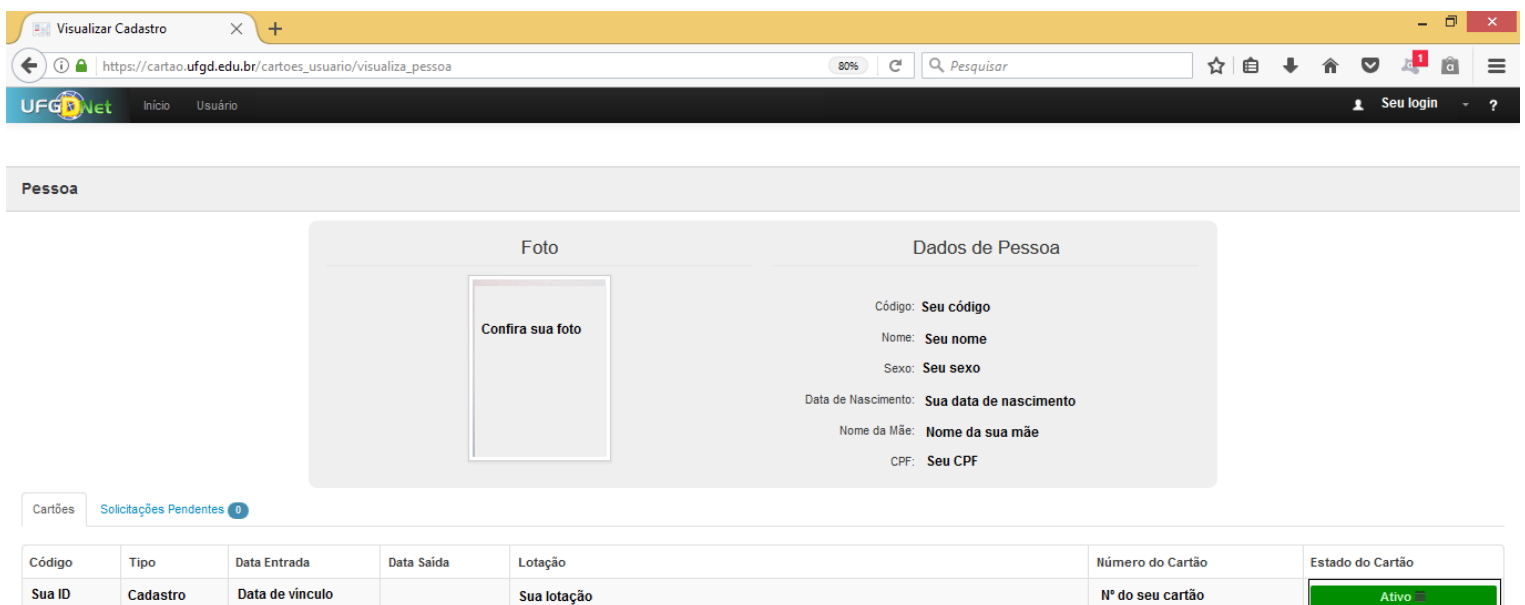 Visualizar Cadastro
https://cartao.ufgd.edu.br/cartoes_usuario/visualiza_pessoa 80% Pesquisar 1
UFGDNet Início Usuário Seu login ?
Pessoa
Foto Dados de Pessoa
Confira sua foto
Código: Seu código
Nome: Seu nome
Sexo: Seu sexo
Data de Nascimento: Sua data de nascimento
Nome da Mãe: Nome da sua mãe
CPF: Seu CPF
Cartões Solicitações Pendentes 0
Código Tipo Data Entrada Data Saída Lotação Número do Cartão Estado do Cartão
Sua ID Cadastro Data de vínculo Sua lotação Nº do seu cartão Ativo